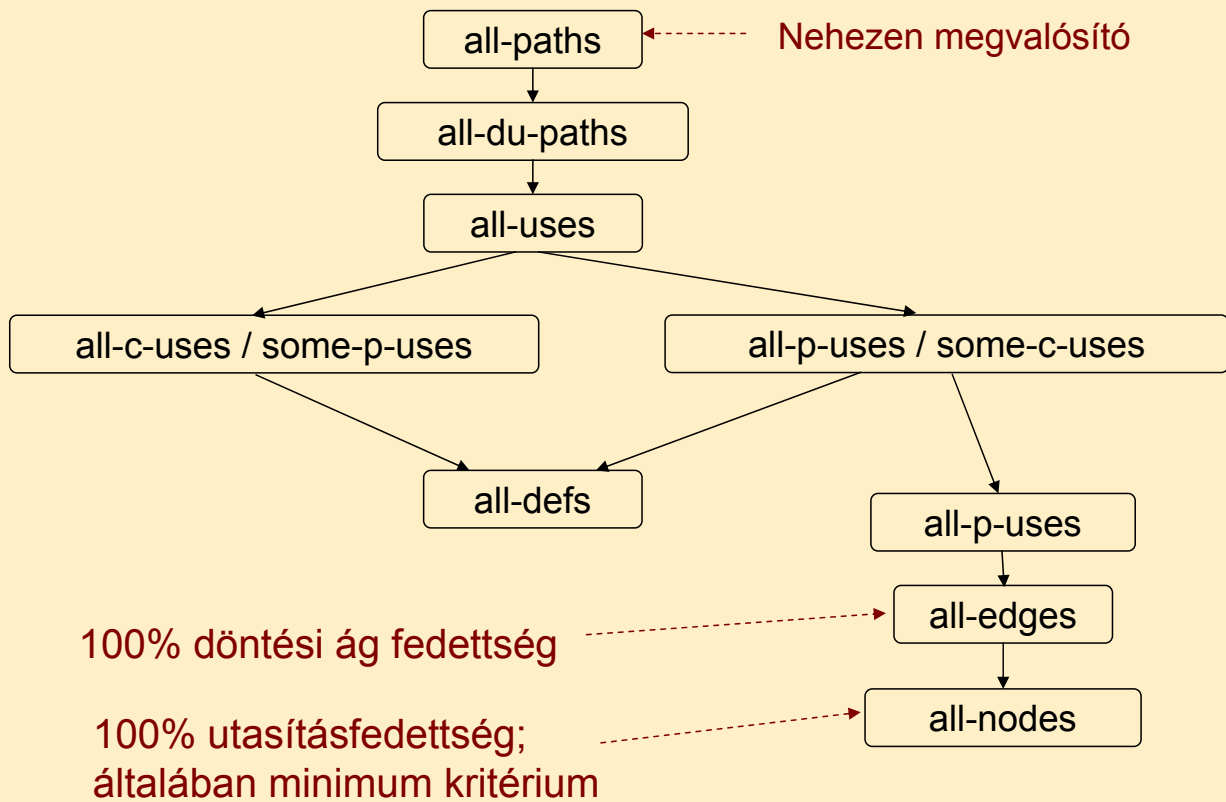 all-paths
Nehezen megvalósító
all-du-paths
all-uses
all-c-uses / some-p-uses
all-p-uses / some-c-uses
all-defs
all-p-uses
all-edges
100% döntési ág fedettség
all-nodes
100% utasításfedettség;
általában minimum kritérium